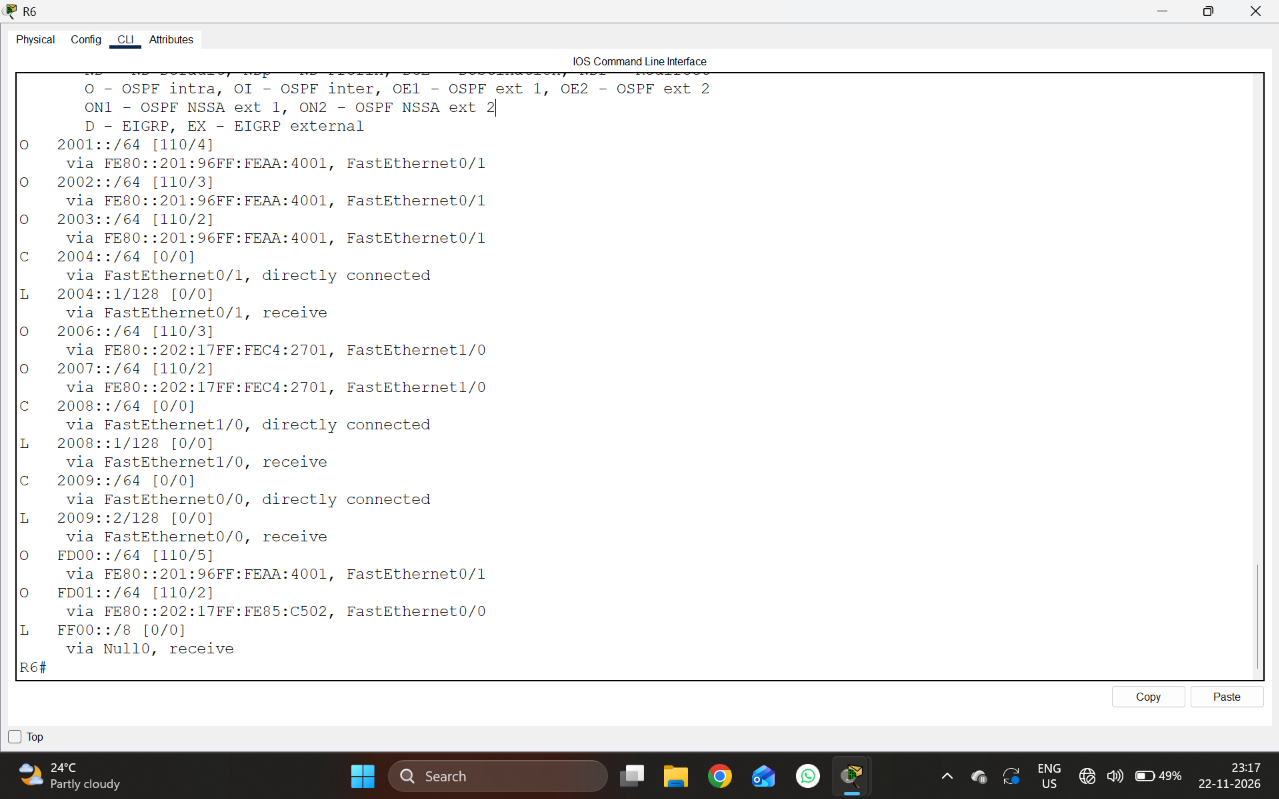 R6
Physical Config CLI Attributes
IOS Command Line Interface
O - OSPF intra, OI - OSPF inter, OE1 - OSPF ext 1, OE2 - OSPF ext 2
ON1 - OSPF NSSA ext 1, ON2 - OSPF NSSA ext 2
D - EIGRP, EX - EIGRP external
O 2001::/64 [110/4]
via FE80::201:96FF:FEAA:4001, FastEthernet0/1
O 2002::/64 [110/3]
via FE80::201:96FF:FEAA:4001, FastEthernet0/1
O 2003::/64 [110/2]
via FE80::201:96FF:FEAA:4001, FastEthernet0/1
C 2004::/64 [0/0]
via FastEthernet0/1, directly connected
L 2004::1/128 [0/0]
via FastEthernet0/1, receive
O 2006::/64 [110/3]
via FE80::202:17FF:FEC4:2701, FastEthernet1/0
O 2007::/64 [110/2]
via FE80::202:17FF:FEC4:2701, FastEthernet1/0
C 2008::/64 [0/0]
via FastEthernet1/0, directly connected
L 2008::1/128 [0/0]
via FastEthernet1/0, receive
C 2009::/64 [0/0]
via FastEthernet0/0, directly connected
L 2009::2/128 [0/0]
via FastEthernet0/0, receive
O FD00::/64 [110/5]
via FE80::201:96FF:FEAA:4001, FastEthernet0/1
O FD01::/64 [110/2]
via FE80::202:17FF:FE85:C502, FastEthernet0/0
L FF00::/8 [0/0]
via Null0, receive
R6#
Copy Paste
Top
24°C
Partly cloudy
Search
ENG
US
49%
23:17
22-11-2026